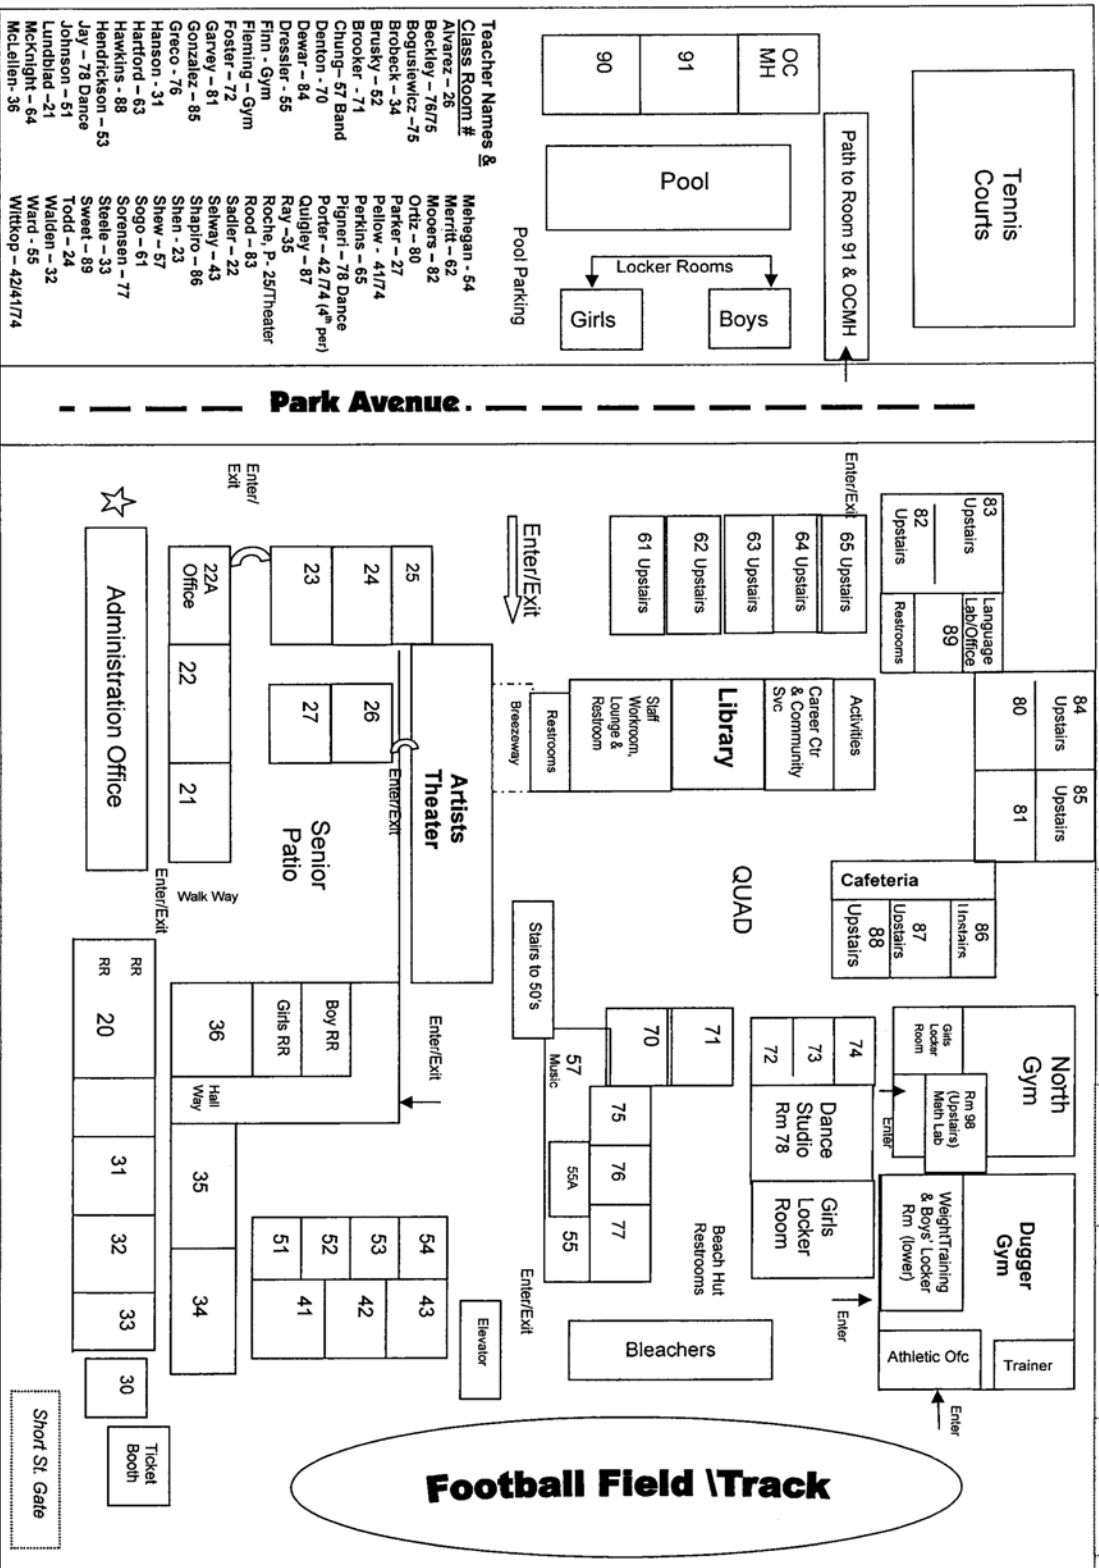 Tennis
Courts
Path to Room 91 & OCMH
OC
MH
91
90
Pool
Locker Rooms
Boys
Girls
Pool Parking
Teacher Names &
Class Room #
Alvarez – 26
Beckley – 76/75
Bogusiewicz –75
Brobeck – 34
Brusky – 52
Brooker - 71
Chung– 57 Band
Denton - 70
Dewar – 84
Dressler - 55
Finn - Gym
Fleming – Gym
Foster – 72
Garvey – 81
Gonzalez – 85
Greco - 76
Hanson - 31
Hartford – 63
Hawkins - 88
Hendrickson – 53
Jay – 78 Dance
Johnson – 51
Lundblad –21
McKnight – 64
McLellen- 36
Mehegan - 54
Merritt – 62
Mooers – 82
Ortiz – 80
Parker – 27
Pellow - 41/74
Perkins – 65
Pigneri – 78 Dance
Porter – 42 /74 (4th per)
Quigley – 87
Ray –35
Roche, P- 25/Theater
Rood – 83
Sadler – 22
Selway – 43
Shapiro – 86
Shen - 23
Shew – 57
Sogo – 61
Sorensen – 77
Steele – 33
Sweet – 89
Todd – 24
Walden – 32
Ward - 55
Wittkop – 42/41/74
Park Avenue.
83
Upstairs
82
Upstairs
Language
Lab/Office
89
Restrooms
84
Upstairs
80
85
Upstairs
81
Enter/Exit
65 Upstairs
64 Upstairs
63 Upstairs
62 Upstairs
61 Upstairs
Activities
Career Ctr
& Community
Svc
Library
Staff
Workroom,
Lounge &
Restroom
Restrooms
Breezeway
Enter/Exit
Cafeteria
86
Upstairs
87
Upstairs
88
Upstairs
QUAD
25
24
23
Enter/
Exit
22A
Office
22
21
26
27
Enter/Exit
Artists
Theater
Senior
Patio
Administration Office
Enter/Exit
Walk Way
Stairs to 50's
North
Gym
Girls
Locker
Room
Rm 98
(Upstairs)
Math Lab
Enter
Dugger
Gym
WeightTraining
& Boys' Locker
Rm (lower)
Trainer
Athletic Ofc
Enter
Enter
74
73
72
Dance
Studio
Rm 78
Girls
Locker
Room
Beach Hut
Restrooms
71
70
57
Music
75
76
77
55A
55
Enter/Exit
Bleachers
Enter/Exit
Boy RR
Girls RR
36
Hall
Way
35
34
54
53
52
51
43
42
41
Elevator
RR
RR
20
31
32
33
30
Ticket
Booth
Short St. Gate
Football Field \Track